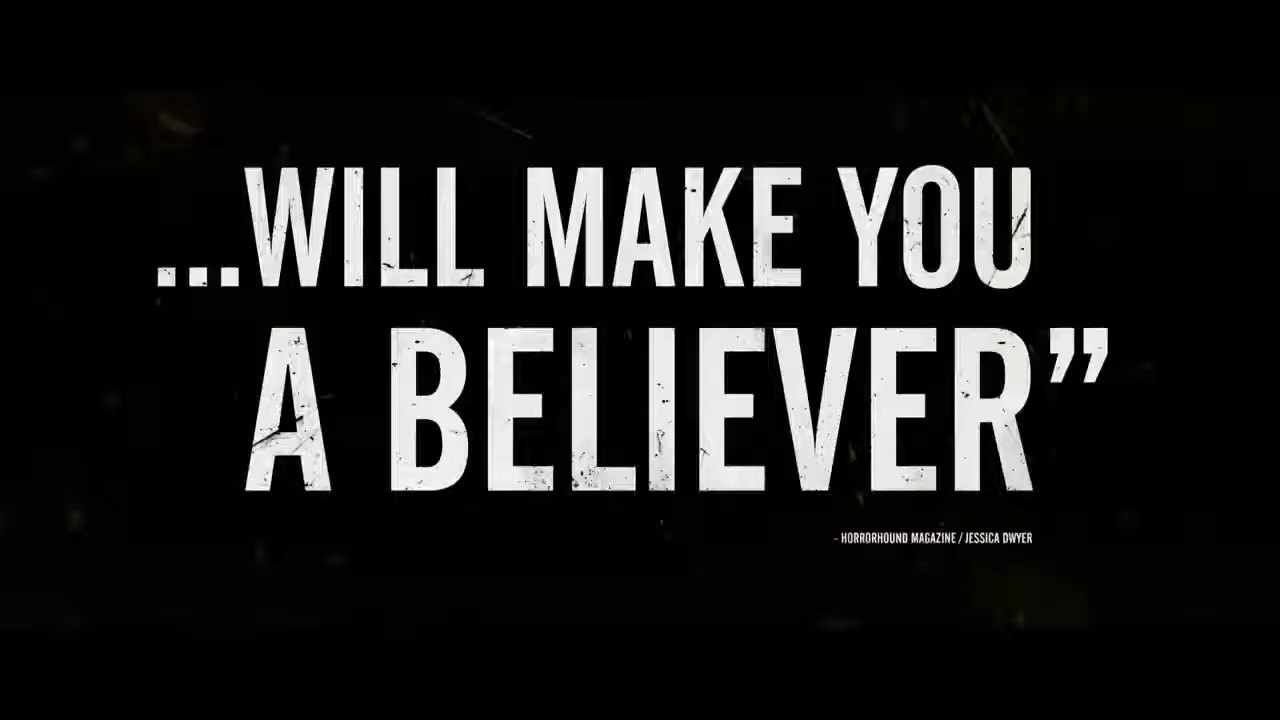 ...WILL MAKE YOU
A BELIEVER”
- HORRORHOUND MAGAZINE / JESSICA DWYER